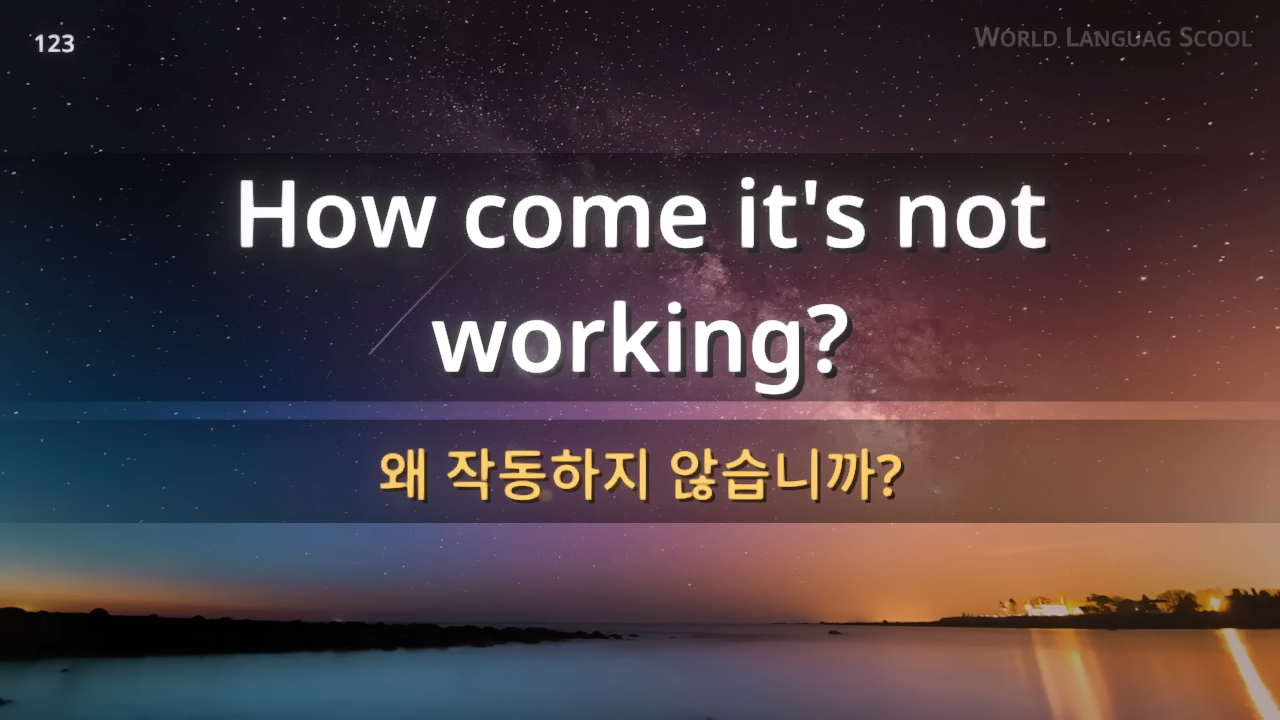 123
World Languag Scool
How come it's not
working?
왜 작동하지 않습니까?